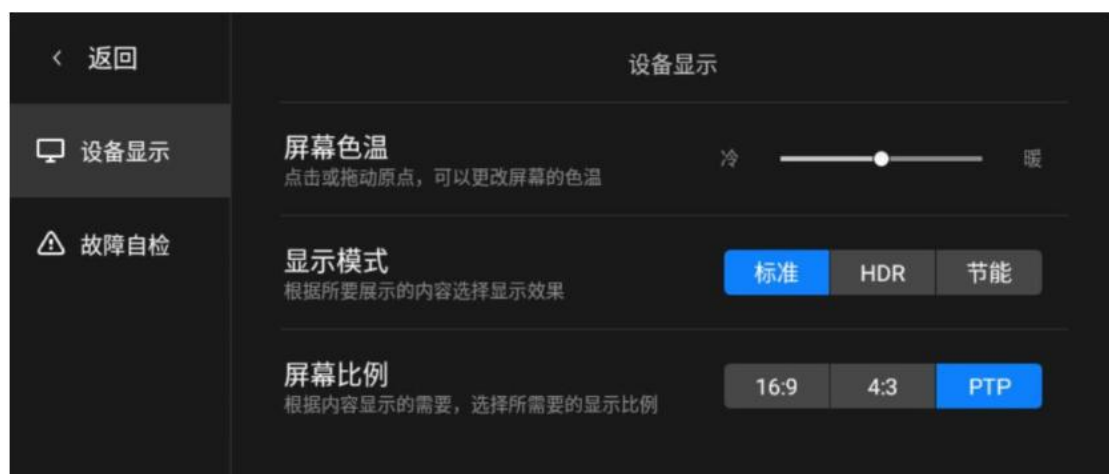 返回
设备显示
故障自检
设备显示
屏幕色温
点击或拖动原点，可以更改屏幕的色温
冷 暖
显示模式
根据所要展示的内容选择显示效果
标准 HDR 节能
屏幕比例
根据内容显示的需要，选择所需要的显示比例
16:9 4:3 PTP